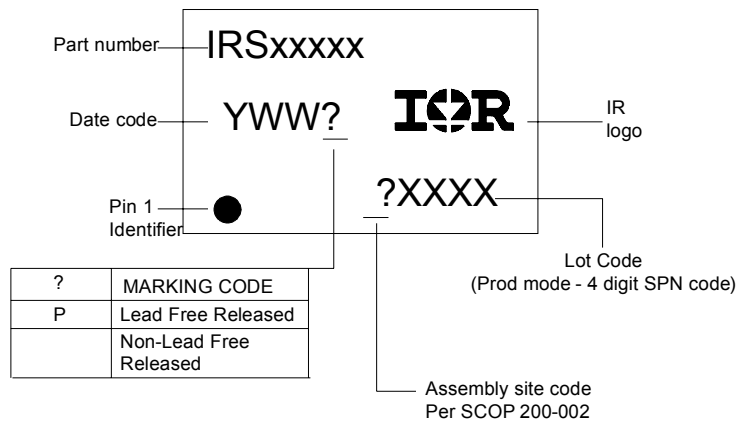 Part number
IRSxxxxx
Date code
YWW?
IOR
IR
logo
?XXXX
Pin 1
Identifier
Lot Code
(Prod mode - 4 digit SPN code)
? MARKING CODE
P Lead Free Released
Non-Lead Free
Released
Assembly site code
Per SCOP 200-002